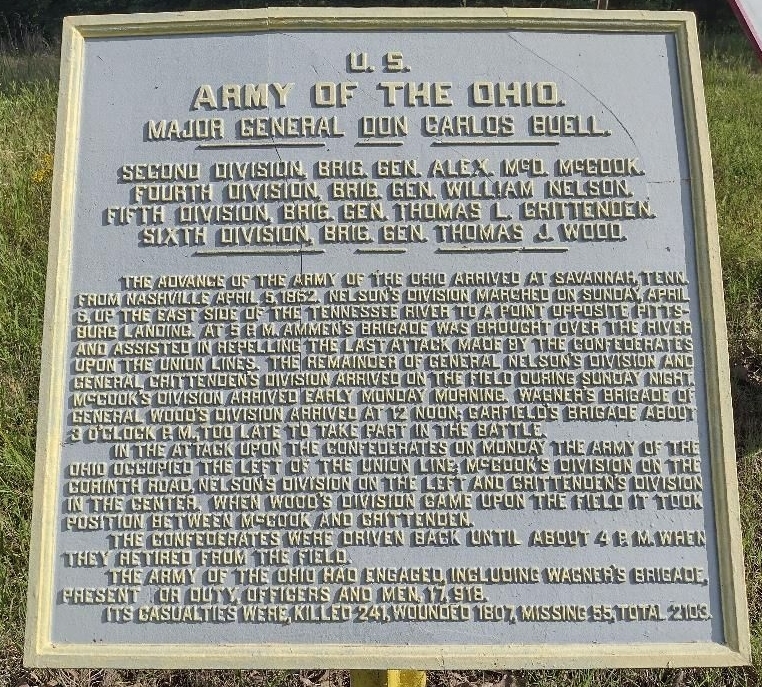 U. S.
ARMY OF THE OHIO.
MAJOR GENERAL DON CARLOS BUELL.
SECOND DIVISION, BRIG. GEN. ALEX. McD. McCOOK.
FOURTH DIVISION, BRIG. GEN. WILLIAM NELSON.
FIFTH DIVISION, BRIG. GEN. THOMAS L. CRITTENDEN.
SIXTH DIVISION, BRIG. GEN. THOMAS J. WOOD.
THE ADVANCE OF THE ARMY OF THE OHIO ARRIVED AT SAVANNAH, TENN.
FROM NASHVILLE APRIL 5, 1862. NELSON'S DIVISION MARCHED ON SUNDAY, APRIL
6, UP THE EAST SIDE OF THE TENNESSEE RIVER TO A POINT OPPOSITE PITTS-
BURG LANDING. AT 5 P. M. AMMEN'S BRIGADE WAS BROUGHT OVER THE RIVER
AND ASSISTED IN REPELLING THE LAST ATTACK MADE BY THE CONFEDERATES
UPON THE UNION LINES. THE REMAINDER OF GENERAL NELSON'S DIVISION AND
GENERAL CRITTENDEN'S DIVISION ARRIVED ON THE FIELD DURING SUNDAY NIGHT.
McCOOK'S DIVISION ARRIVED EARLY MONDAY MORNING. WAGNER'S BRIGADE OF
GENERAL WOOD'S DIVISION ARRIVED AT 12 NOON; GARFIELD'S BRIGADE ABOUT
3 O'CLOCK P. M., TOO LATE TO TAKE PART IN THE BATTLE.
IN THE ATTACK UPON THE CONFEDERATES ON MONDAY THE ARMY OF THE
OHIO OCCUPIED THE LEFT OF THE UNION LINE; McCOOK'S DIVISION ON THE
CORINTH ROAD, NELSON'S DIVISION ON THE LEFT AND CRITTENDEN'S DIVISION
IN THE CENTER. WHEN WOOD'S DIVISION CAME UPON THE FIELD IT TOOK
POSITION BETWEEN McCOOK AND CRITTENDEN.
THE CONFEDERATES WERE DRIVEN BACK UNTIL ABOUT 4 P. M. WHEN
THEY RETIRED FROM THE FIELD.
THE ARMY OF THE OHIO HAD ENGAGED, INCLUDING WAGNER'S BRIGADE,
PRESENT OR DUTY, OFFICERS AND MEN, 17,918.
ITS CASUALTIES WERE, KILLED 241, WOUNDED 1807, MISSING 55, TOTAL 2103.